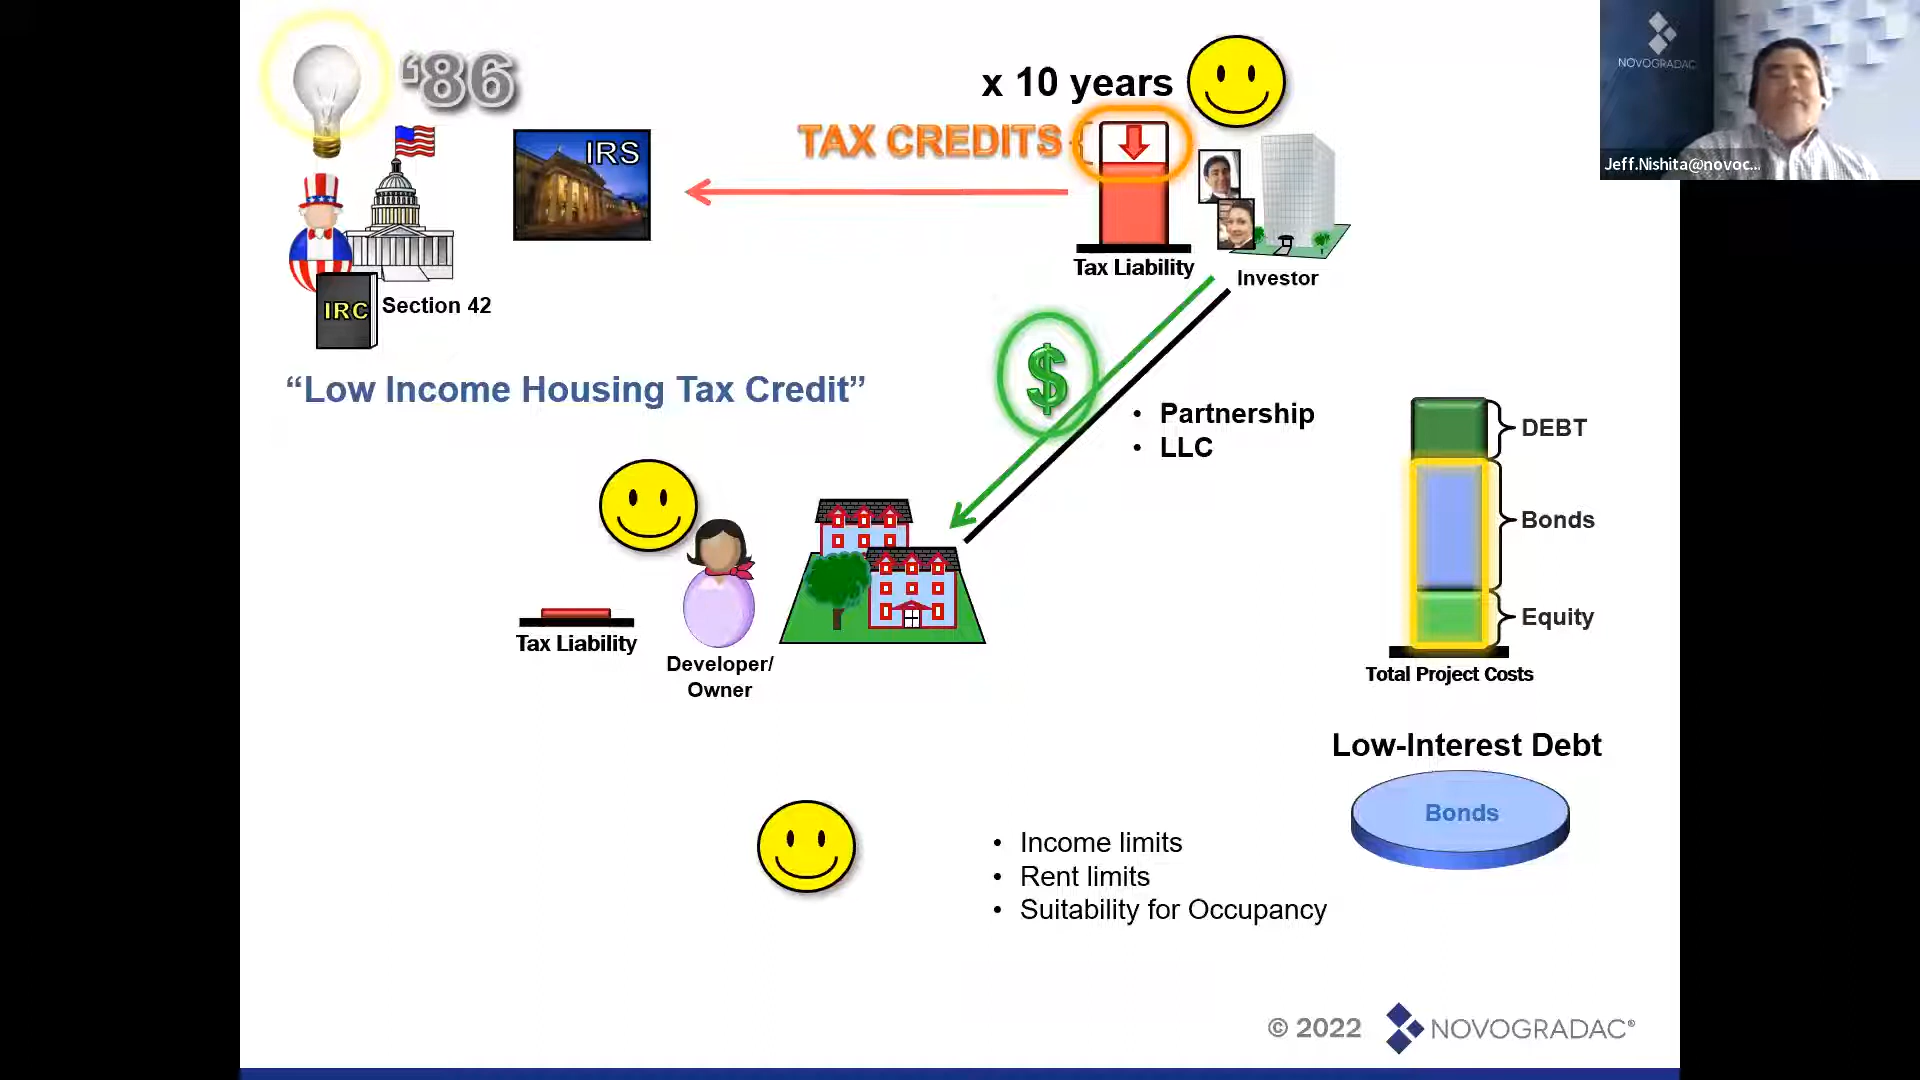 ‘86
x 10 years
TAX CREDITS
IRS
NOVOGRADAC
Jeff.Nishita@novoc...
Tax Liability
Investor
IRC
Section 42
“Low Income Housing Tax Credit”
$
• Partnership
• LLC
DEBT
Bonds
Equity
Total Project Costs
Tax Liability
Developer/
Owner
Low-Interest Debt
Bonds
• Income limits
• Rent limits
• Suitability for Occupancy
© 2022 NOVOGRADAC®